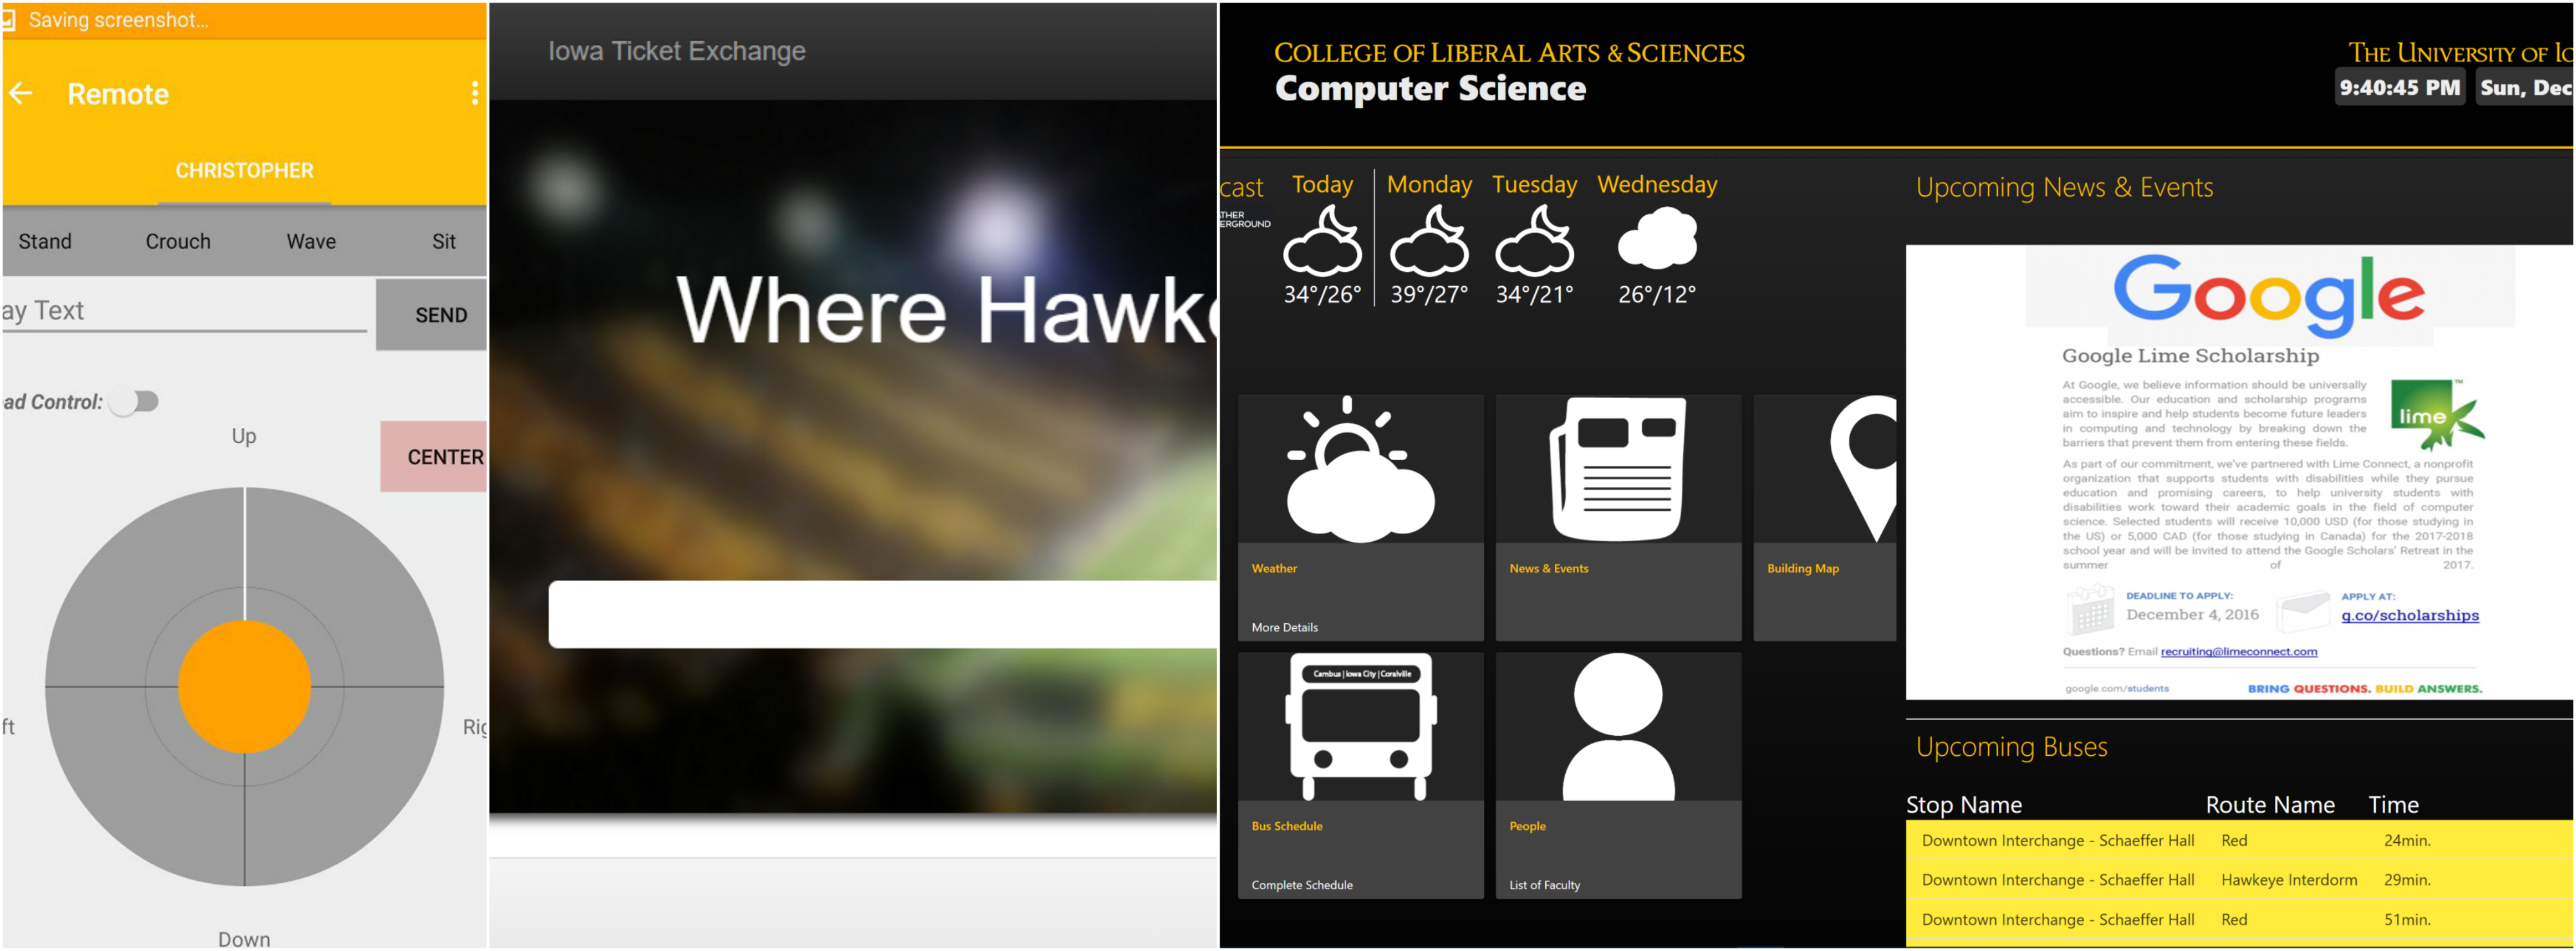 Saving screenshot...
Remote
CHRISTOPHER
Stand Crouch Wave Sit
ay Text
SEND
ad Control:
Up
CENTER
ft
Rig
Down
Iowa Ticket Exchange
Where Hawke
COLLEGE OF LIBERAL ARTS & SCIENCES
Computer Science
THE UNIVERSITY OF IO
9:40:45 PM Sun, Dec
cast Today Monday Tuesday Wednesday
THER
ERGROUND
34°/26° 39°/27° 34°/21° 26°/12°
Weather
More Details
News & Events
Building Map
Cambus | Iowa City | Coralville
Bus Schedule
Complete Schedule
People
List of Faculty
Upcoming News & Events
Google
Google Lime Scholarship
At Google, we believe information should be universally
accessible. Our education and scholarship programs
aim to inspire and help students become future leaders
in computing and technology by breaking down the
barriers that prevent them from entering these fields.
lime™
As part of our commitment, we've partnered with Lime Connect, a nonprofit
organization that supports students with disabilities while they pursue
education and promising careers, to help university students with
disabilities work toward their academic goals in the field of computer
science. Selected students will receive 10,000 USD (for those studying in
the US) or 5,000 CAD (for those studying in Canada) for the 2017-2018
school year and will be invited to attend the Google Scholars' Retreat in the
summer of 2017.
DEADLINE TO APPLY:
December 4, 2016
APPLY AT:
g.co/scholarships
Questions? Email recruiting@limeconnect.com
google.com/students
BRING QUESTIONS. BUILD ANSWERS.
Upcoming Buses
Stop Name Route Name Time
Downtown Interchange - Schaeffer Hall Red 24min.
Downtown Interchange - Schaeffer Hall Hawkeye Interdorm 29min.
Downtown Interchange - Schaeffer Hall Red 51min.